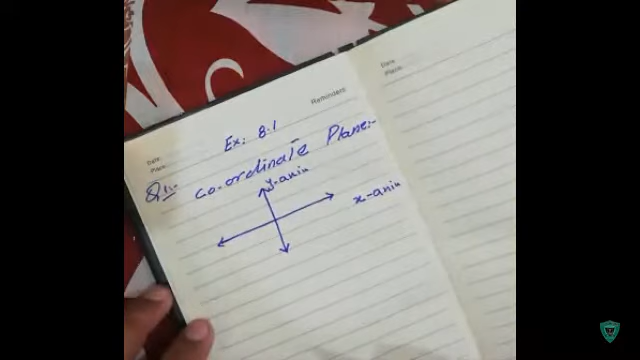 Reminders
Date:
Place:
Ex: 8.1
Q1:- Co-ordinate Plane:-
y-axis
x-axis
Date:
Place: